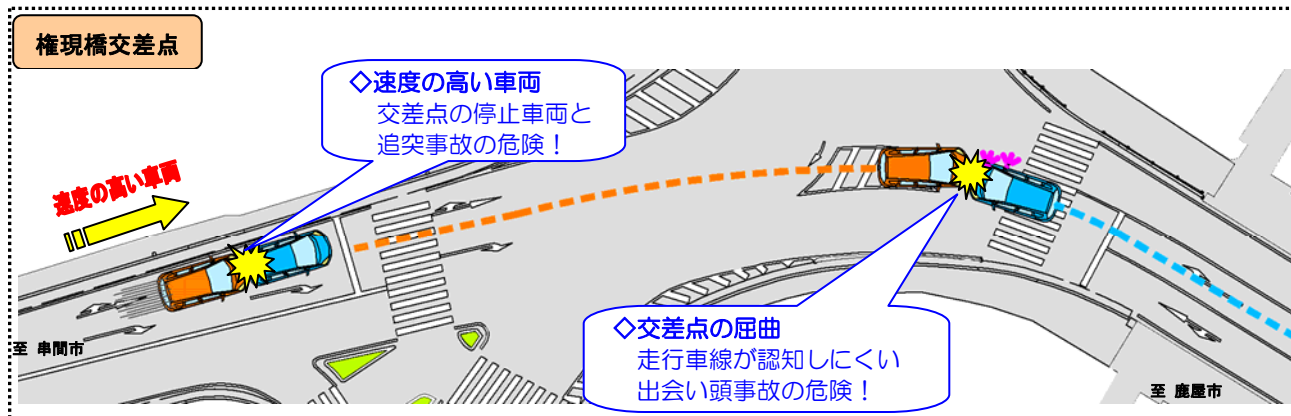 権現橋交差点
◇速度の高い車両
交差点の停止車両と
追突事故の危険！
速度の高い車両
◇交差点の屈曲
走行車線が認知しにくい
出会い頭事故の危険！
至 串間市
至 鹿屋市